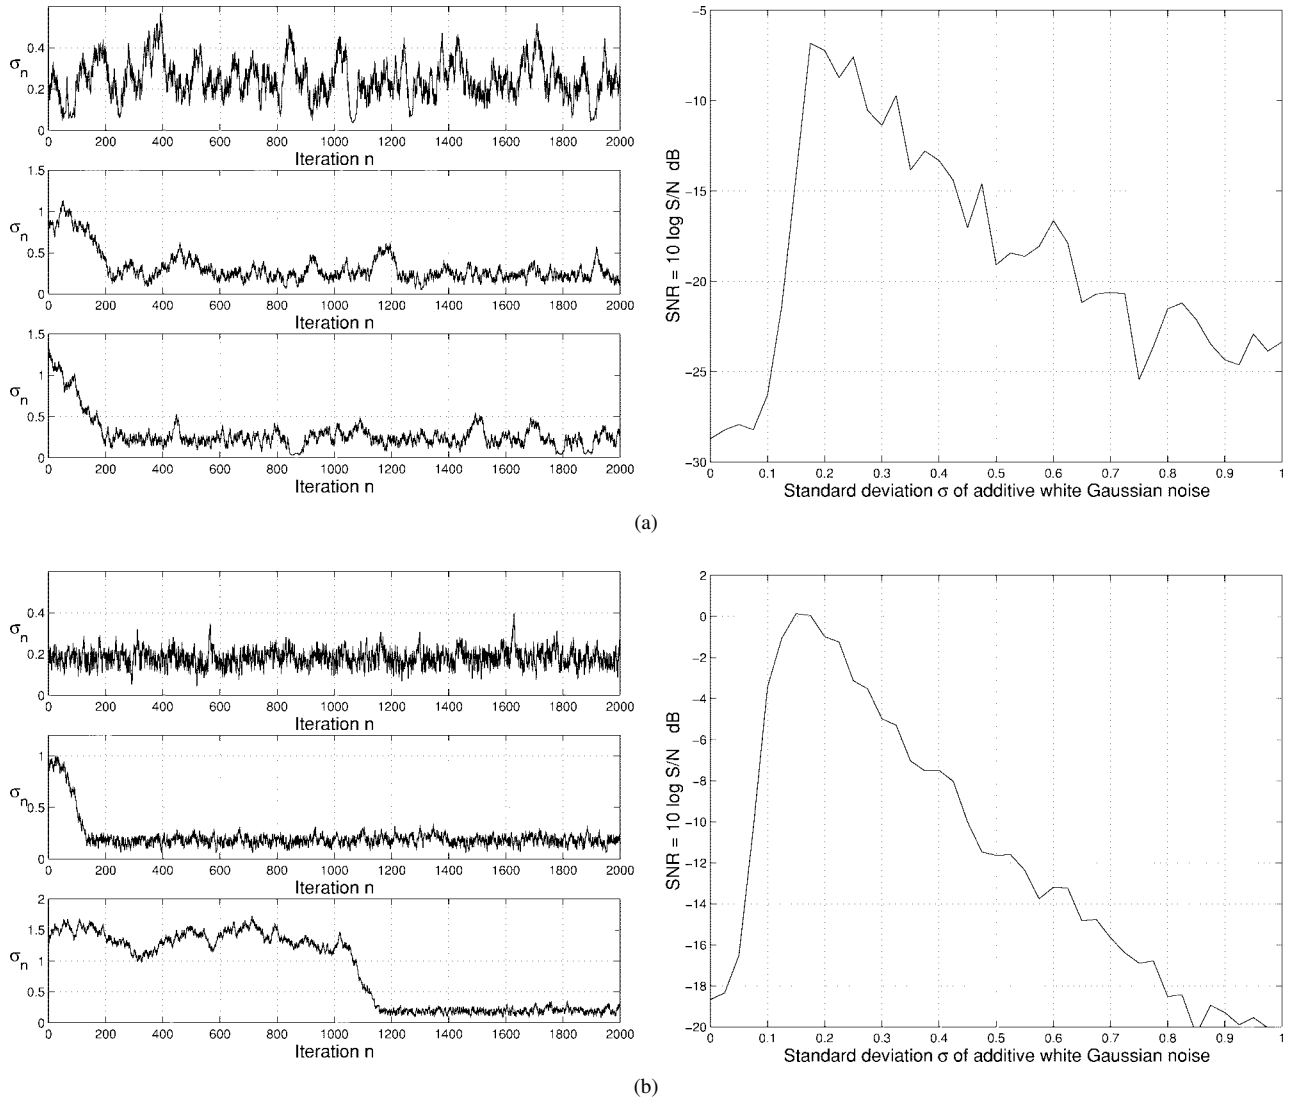 σn
0.4
0.2
0
0 200 400 600 800 1000 1200 1400 1600 1800 2000
Iteration n
1.5
1
0.5
0
σn
0 200 400 600 800 1000 1200 1400 1600 1800 2000
Iteration n
1.5
1
0.5
0
σn
0 200 400 600 800 1000 1200 1400 1600 1800 2000
Iteration n
SNR = 10 log S/N dB
−5
−10
−15
−20
−25
−30
0 0.1 0.2 0.3 0.4 0.5 0.6 0.7 0.8 0.9 1
Standard deviation σ of additive white Gaussian noise
(a)
σn
0.4
0.2
0
0 200 400 600 800 1000 1200 1400 1600 1800 2000
Iteration n
1
0.5
0
σn
0 200 400 600 800 1000 1200 1400 1600 1800 2000
Iteration n
2
1.5
1
0.5
0
σn
0 200 400 600 800 1000 1200 1400 1600 1800 2000
Iteration n
SNR = 10 log S/N dB
2
0
−2
−4
−6
−8
−10
−12
−14
−16
−18
−20
0 0.1 0.2 0.3 0.4 0.5 0.6 0.7 0.8 0.9 1
Standard deviation σ of additive white Gaussian noise
(b)